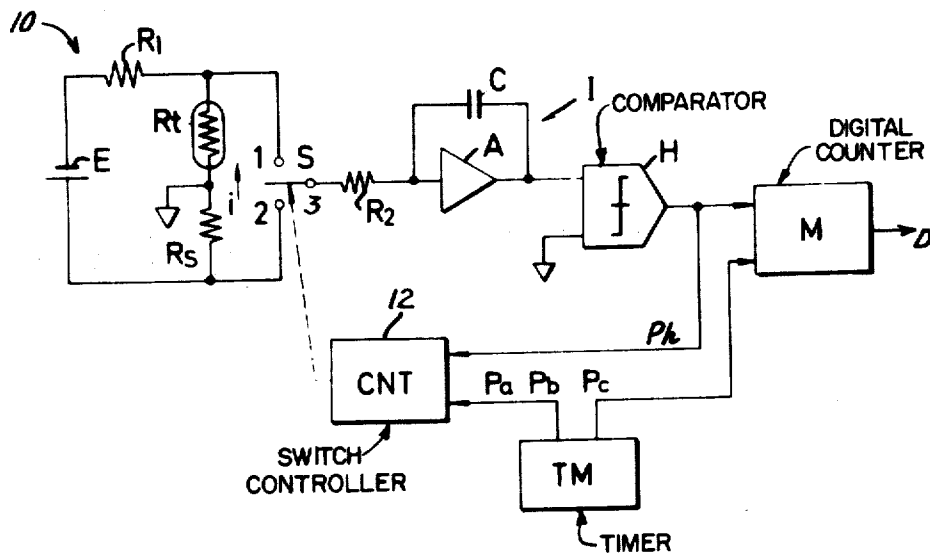 10
R1
C
I
COMPARATOR
Rt
A
H
DIGITAL
COUNTER
E
1
S
i
3
R2
M
D
2
RS
12
Ph
CNT
Pa Pb Pc
SWITCH
CONTROLLER
TM
TIMER